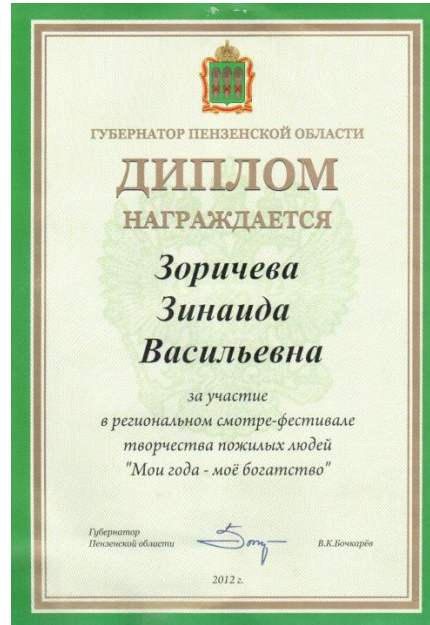 ГУБЕРНАТОР ПЕНЗЕНСКОЙ ОБЛАСТИ
ДИПЛОМ
НАГРАЖДАЕТСЯ
Зоричева
Зинаида
Васильевна
за участие
в региональном смотре-фестивале
творчества пожилых людей
"Мои года - моё богатство"
Губернатор
Пензенской области
В.К.Бочкарёв
2012 г.